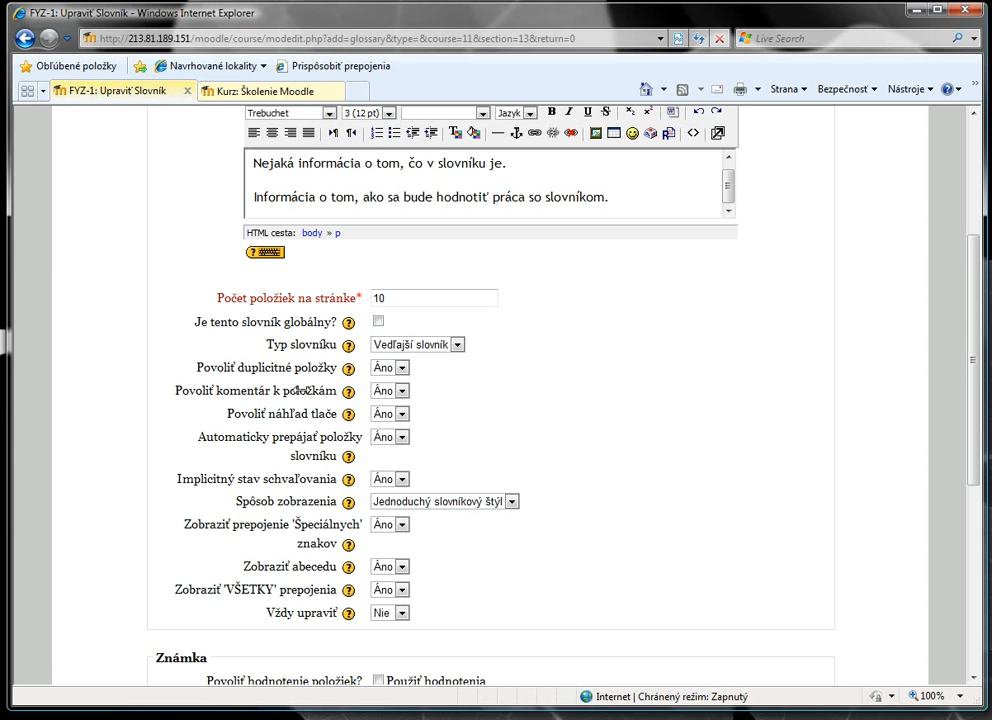 FYZ-1: Upraviť Slovník - Windows Internet Explorer
http://213.81.189.151/moodle/course/modedit.php?add=glossary&type=&course=11&section=13&return=0
Live Search
Obľúbené položky
Navrhované lokality
Prispôsobiť prepojenia
FYZ-1: Upraviť Slovník
Kurz: Školenie Moodle
Strana
Bezpečnosť
Nástroje
Trebuchet
3 (12 pt)
Jazyk
B I U S
Nejaká informácia o tom, čo v slovníku je.
Informácia o tom, ako sa bude hodnotiť práca so slovníkom.
HTML cesta: body » p
Počet položiek na stránke* 10
Je tento slovník globálny?
Typ slovníku Vedľajší slovník
Povoliť duplicitné položky Áno
Povoliť komentár k položkám Áno
Povoliť náhľad tlače Áno
Automaticky prepájať položky slovníku Áno
Implicitný stav schvaľovania Áno
Spôsob zobrazenia Jednoduchý slovníkový štýl
Zobraziť prepojenie 'Špeciálnych' znakov Áno
Zobraziť abecedu Áno
Zobraziť 'VŠETKY' prepojenia Áno
Vždy upraviť Nie
Známka
Povoliť hodnotenie položiek? Použiť hodnotenia
Internet | Chránený režim: Zapnutý
100%